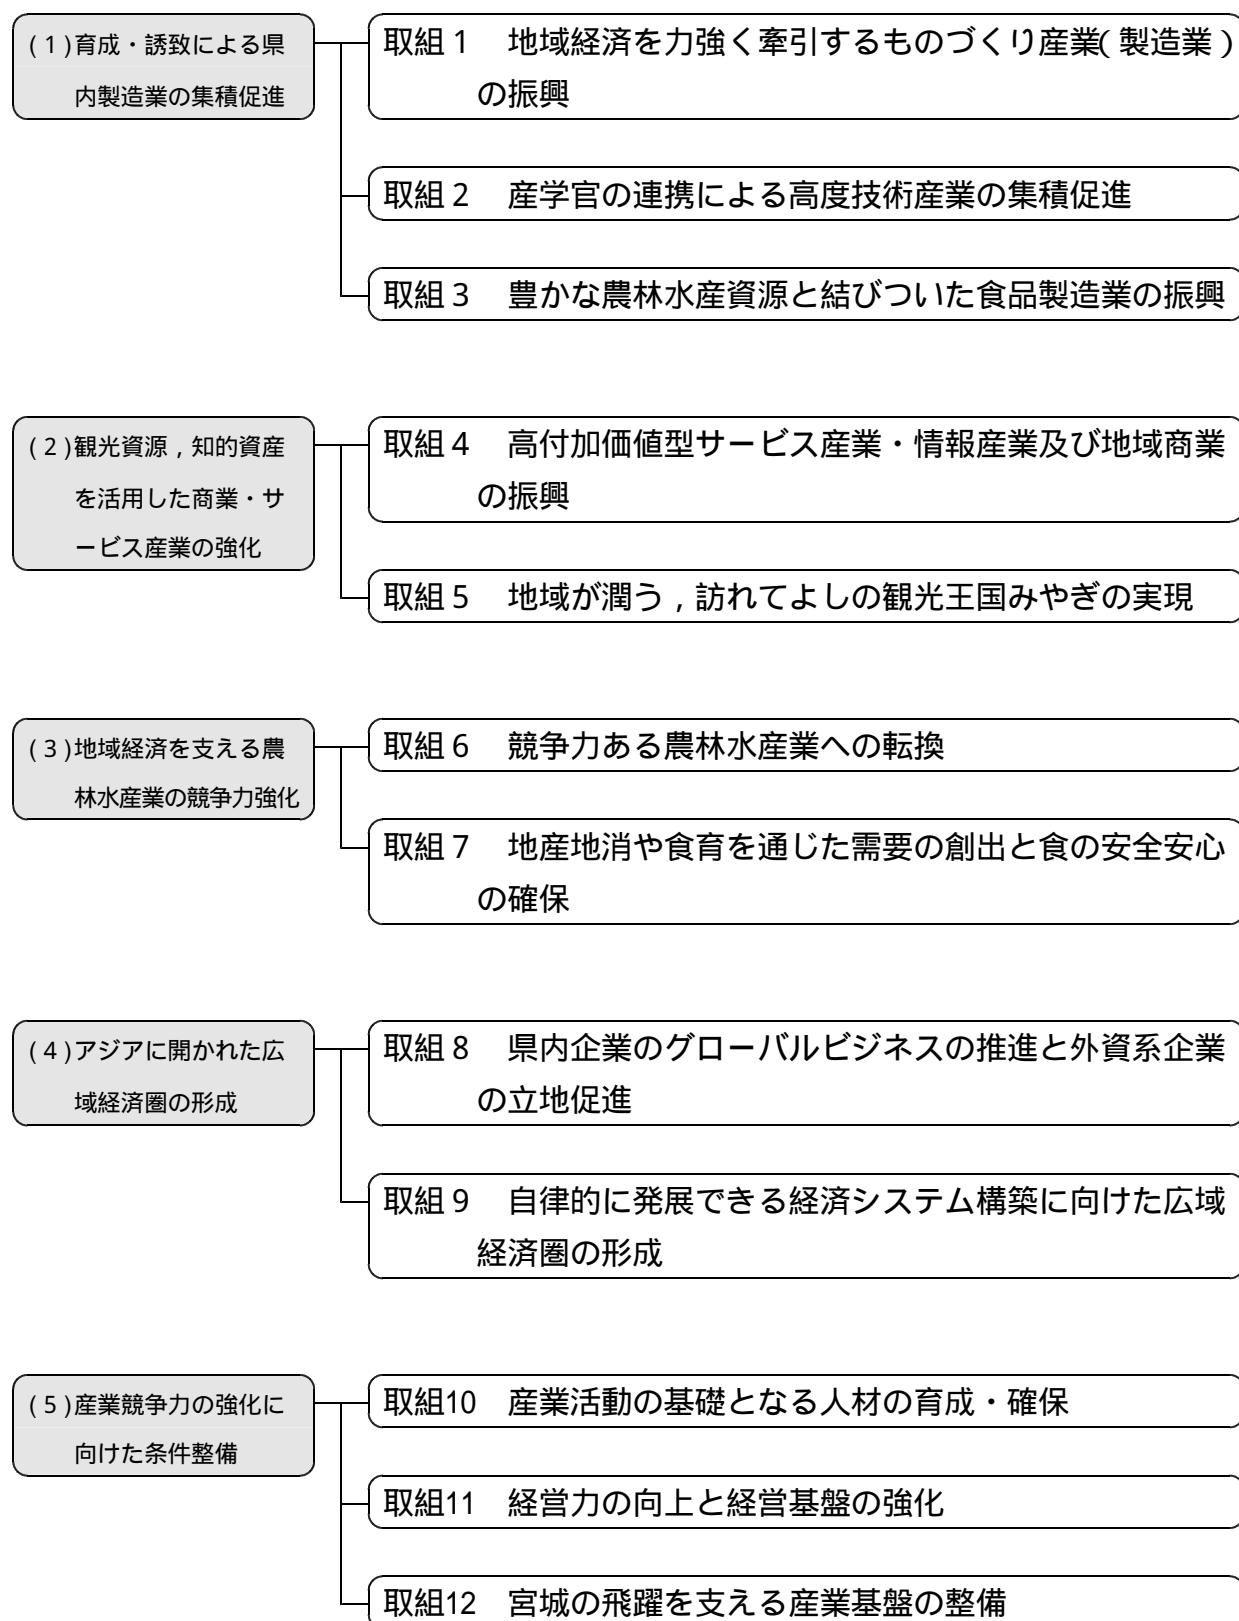 (1)育成・誘致による県
内製造業の集積促進
取組1 地域経済を力強く牽引するものづくり産業(製造業)
の振興
取組2 産学官の連携による高度技術産業の集積促進
取組3 豊かな農林水産資源と結びついた食品製造業の振興
(2)観光資源,知的資産
を活用した商業・サ
ービス産業の強化
取組4 高付加価値型サービス産業・情報産業及び地域商業
の振興
取組5 地域が潤う,訪れてよしの観光王国みやぎの実現
(3)地域経済を支える農
林水産業の競争力強化
取組6 競争力ある農林水産業への転換
取組7 地産地消や食育を通じた需要の創出と食の安全安心
の確保
(4)アジアに開かれた広
域経済圏の形成
取組8 県内企業のグローバルビジネスの推進と外資系企業
の立地促進
取組9 自律的に発展できる経済システム構築に向けた広域
経済圏の形成
(5)産業競争力の強化に
向けた条件整備
取組10 産業活動の基礎となる人材の育成・確保
取組11 経営力の向上と経営基盤の強化
取組12 宮城の飛躍を支える産業基盤の整備